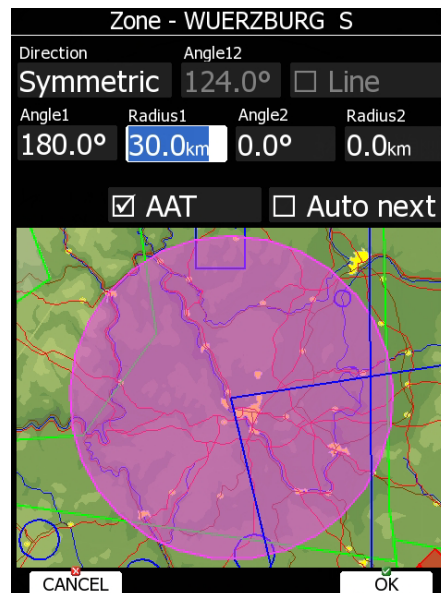 Zone - WUERZBURG S
Direction Angle12
Symmetric 124.0° Line
Angle1 Radius1 Angle2 Radius2
180.0° 30.0km 0.0° 0.0km
AAT Auto next
CANCEL OK